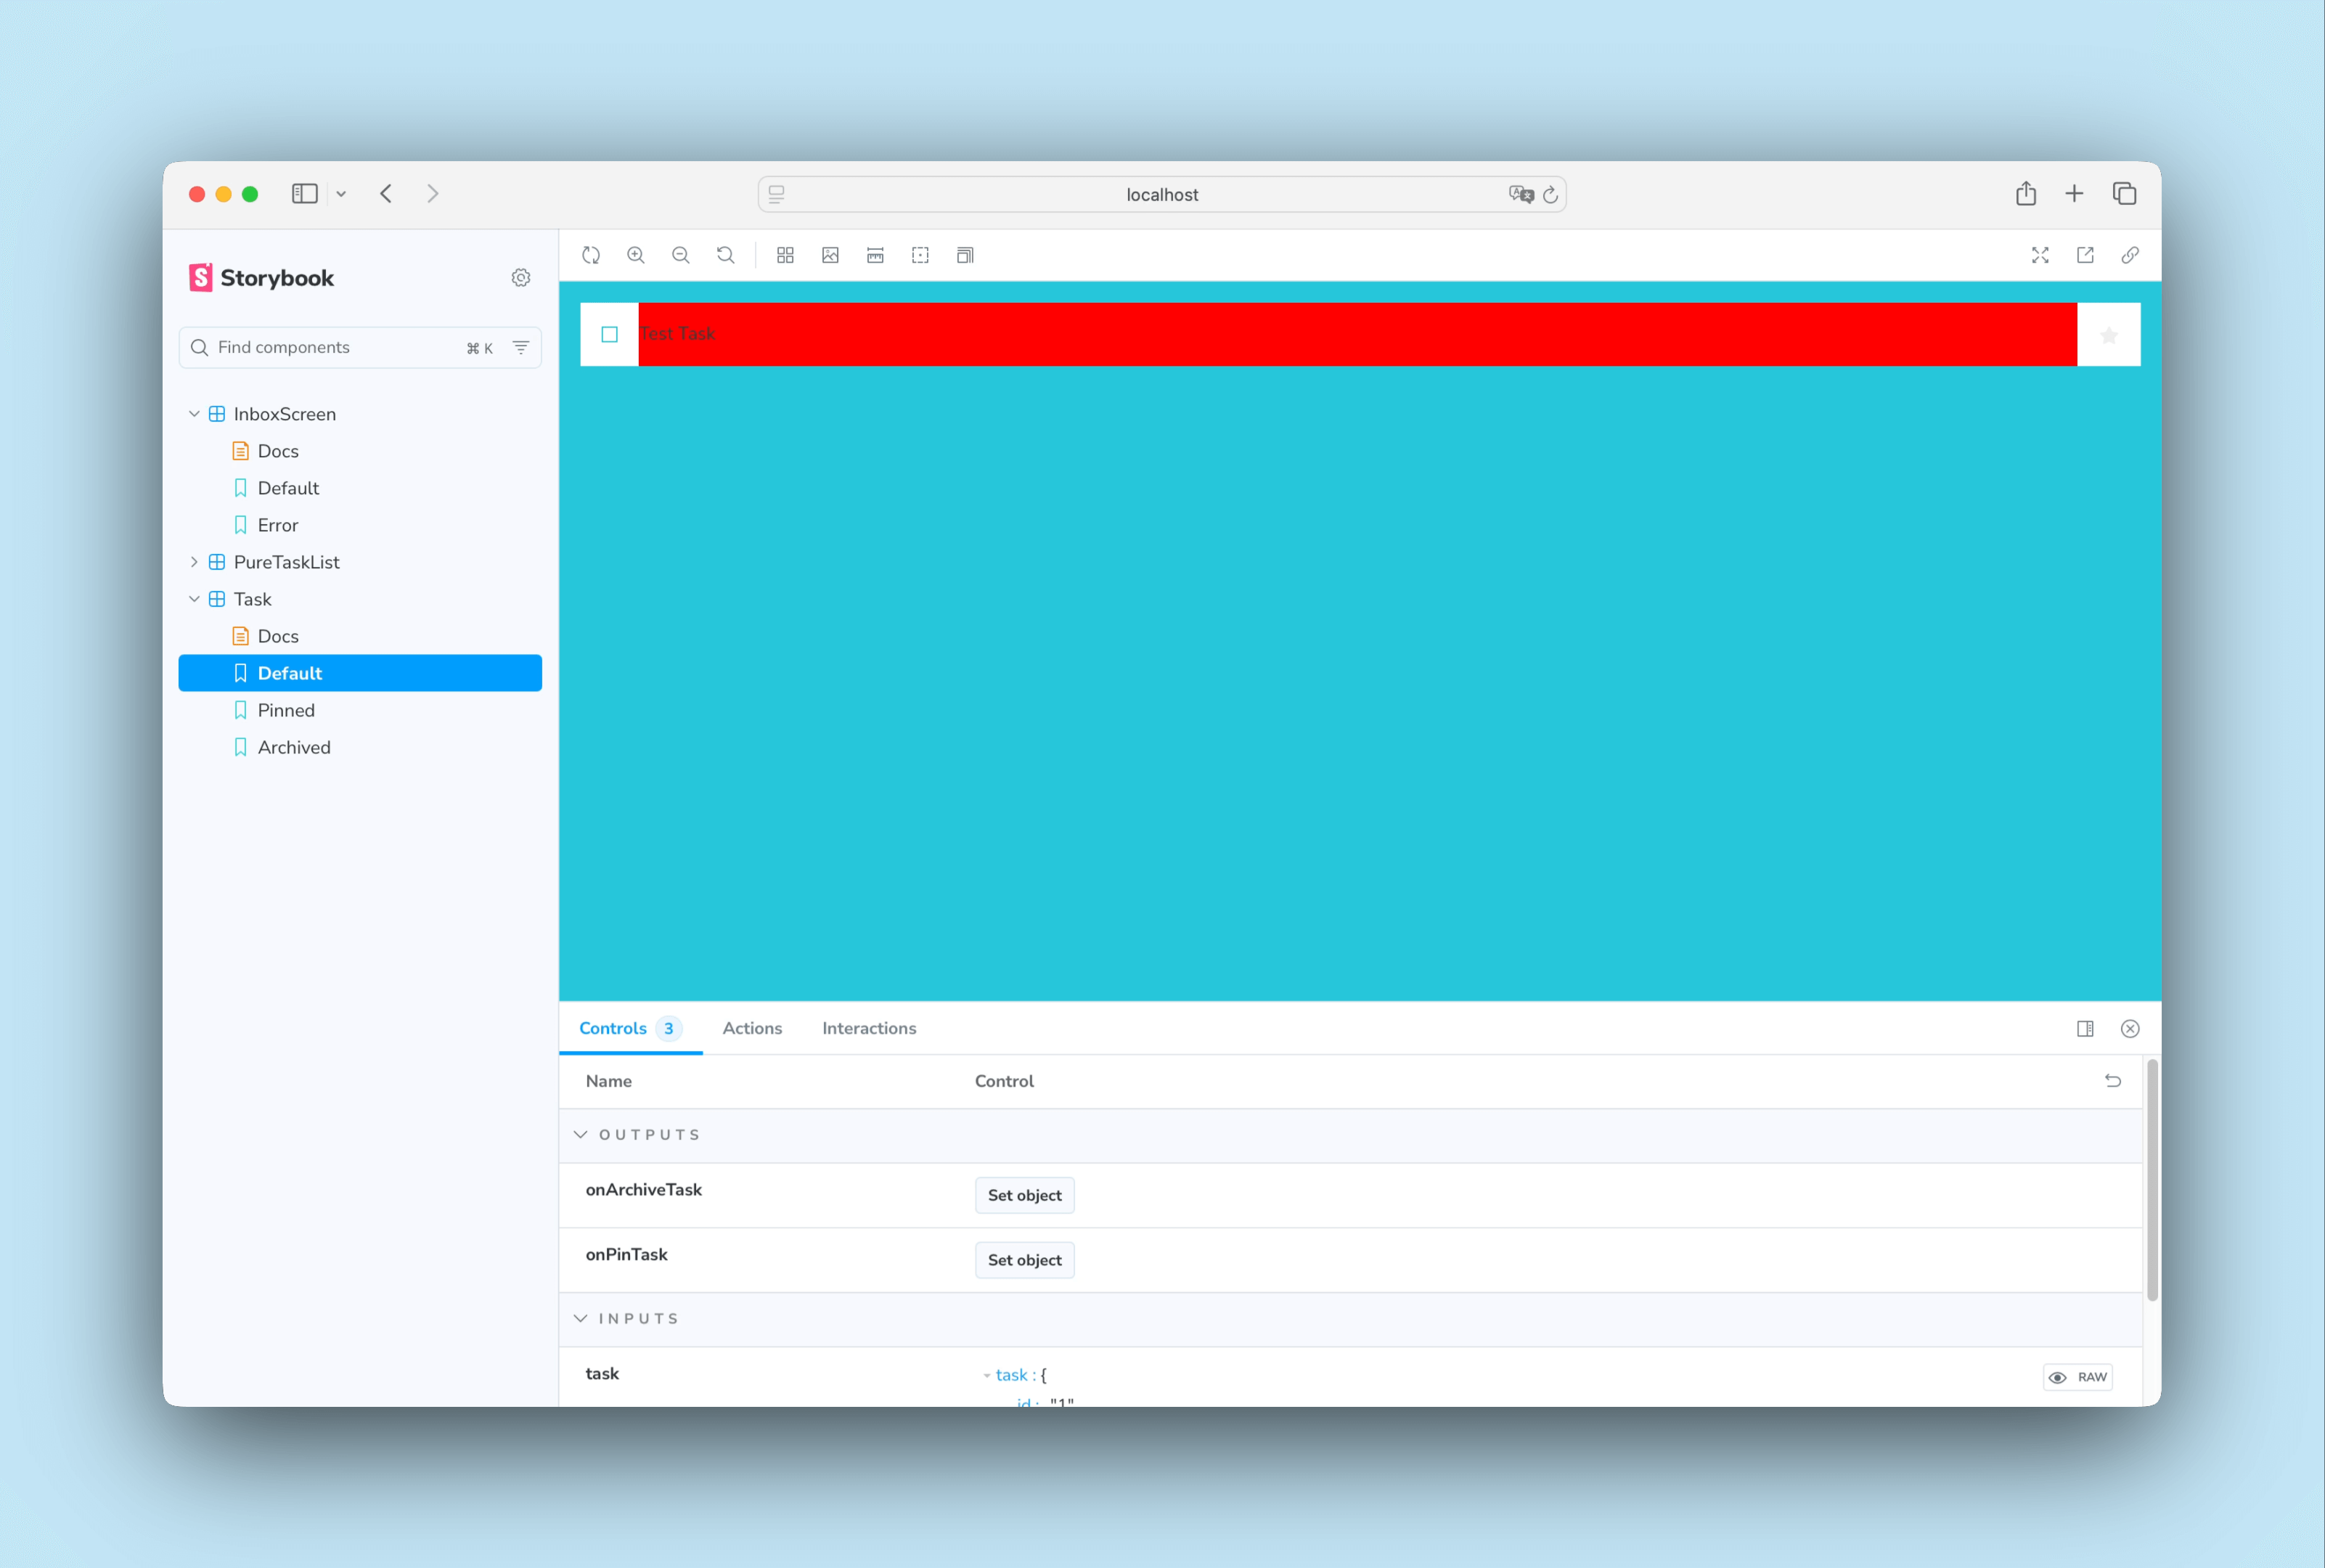 localhost
Storybook
Find components
⌘ K
InboxScreen
Docs
Default
Error
PureTaskList
Task
Docs
Default
Pinned
Archived
Test Task
Controls 3 Actions Interactions
Name Control
OUTPUTS
onArchiveTask Set object
onPinTask Set object
INPUTS
task task : { RAW
id : "1"